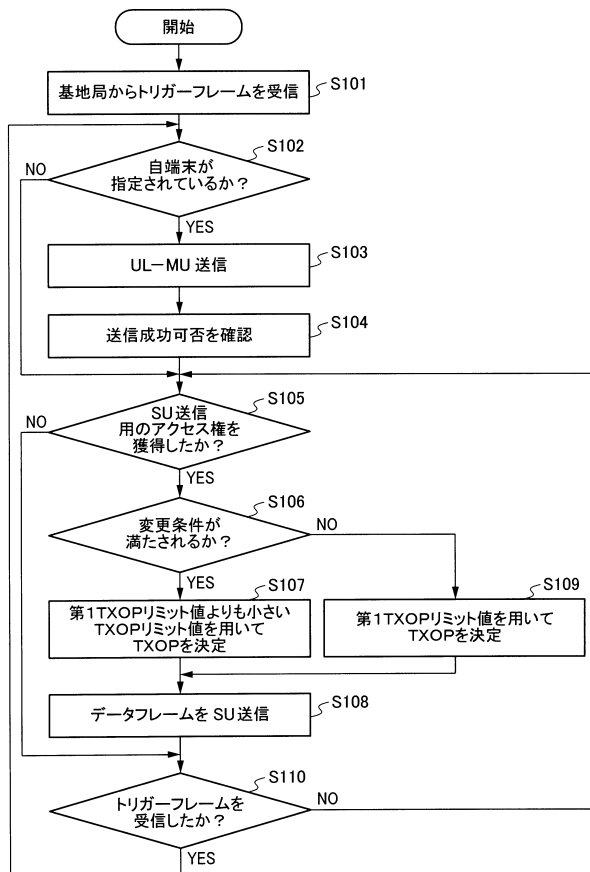 開始
基地局からトリガーフレームを受信
S101
自端末が
指定されているか？
S102
NO
YES
UL－MU 送信
S103
送信成功可否を確認
S104
SU送信
用のアクセス権を
獲得したか？
S105
NO
YES
変更条件が
満たされるか？
S106
NO
YES
第1TXOPリミット値よりも小さい
TXOPリミット値を用いて
TXOPを決定
S107
第1TXOPリミット値を用いて
TXOPを決定
S109
データフレームを SU 送信
S108
トリガーフレームを
受信したか？
S110
NO
YES